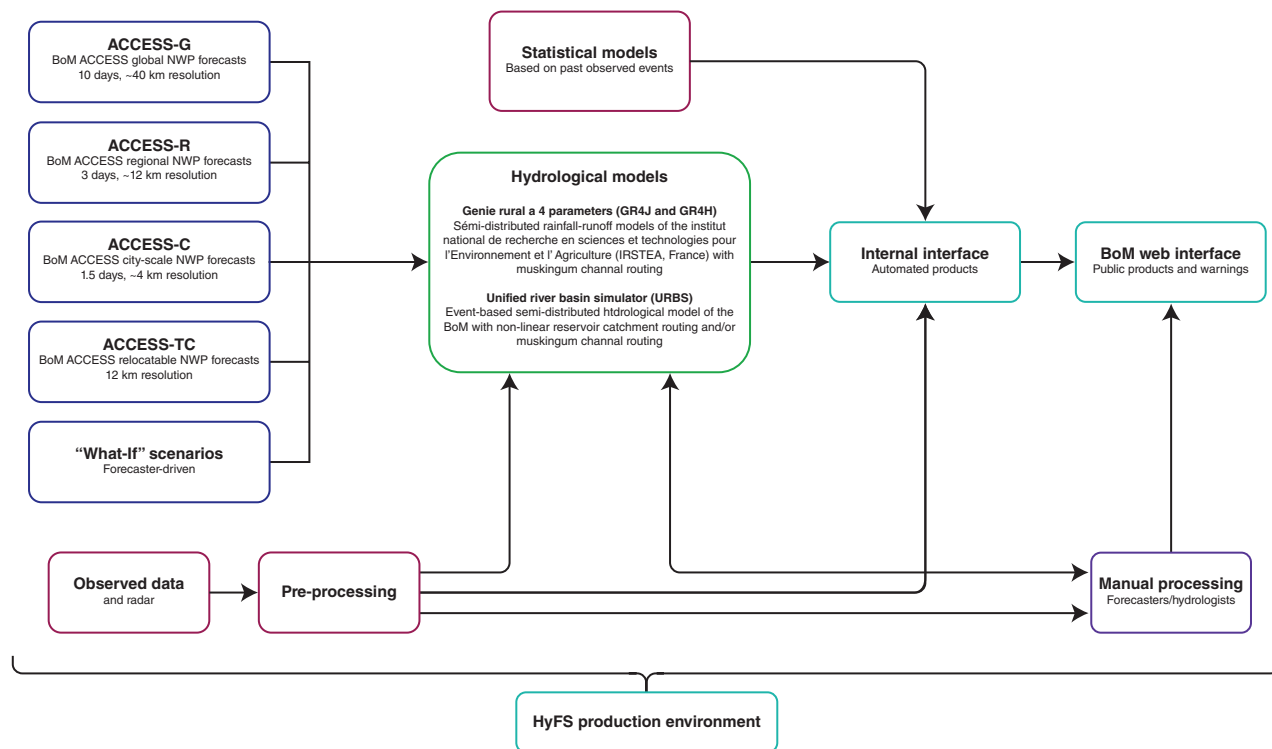 ACCESS-G
BoM ACCESS global NWP forecasts
10 days, ~40 km resolution
ACCESS-R
BoM ACCESS regional NWP forecasts
3 days, ~12 km resolution
ACCESS-C
BoM ACCESS city-scale NWP forecasts
1.5 days, ~4 km resolution
ACCESS-TC
BoM ACCESS relocatable NWP forecasts
12 km resolution
“What-If” scenarios
Forecaster-driven
Statistical models
Based on past observed events
Hydrological models
Genie rural a 4 parameters (GR4J and GR4H)
Sémi-distributed rainfall-runoff models of the institut
national de recherche en sciences et technologies pour
l’Environnement et l’ Agriculture (IRSTEA, France) with
muskingum channal routing
Unified river basin simulator (URBS)
Event-based semi-distributed htdrological model of the
BoM with non-linear reservoir catchment routing and/or
muskingum channal routing
Internal interface
Automated products
BoM web interface
Public products and warnings
Observed data
and radar
Pre-processing
Manual processing
Forecasters/hydrologists
HyFS production environment